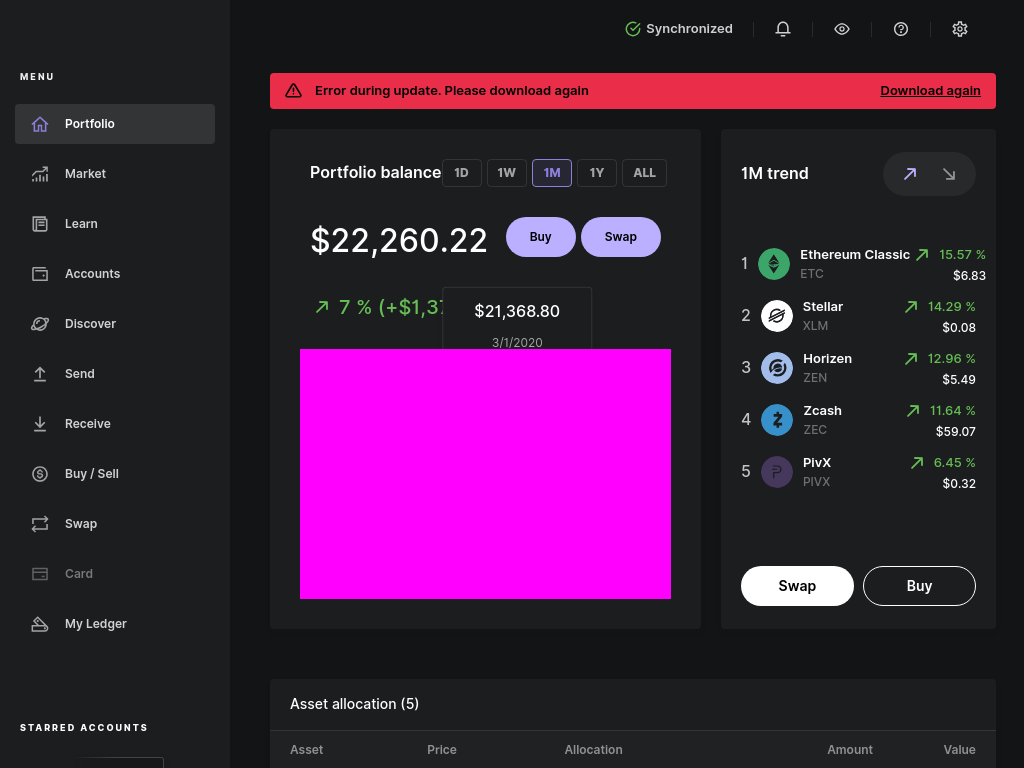 Synchronized
MENU
Error during update. Please download again
Download again
Portfolio
Market
Learn
Accounts
Discover
Send
Receive
Buy / Sell
Swap
Card
My Ledger
STARRED ACCOUNTS
Portfolio balance
1D 1W 1M 1Y ALL
$22,260.22
Buy Swap
7 % (+$1,37
$21,368.80
3/1/2020
1M trend
1 Ethereum Classic 15.57 %
ETC $6.83
2 Stellar 14.29 %
XLM $0.08
3 Horizen 12.96 %
ZEN $5.49
4 Zcash 11.64 %
ZEC $59.07
5 PivX 6.45 %
PIVX $0.32
Swap Buy
Asset allocation (5)
Asset Price Allocation Amount Value